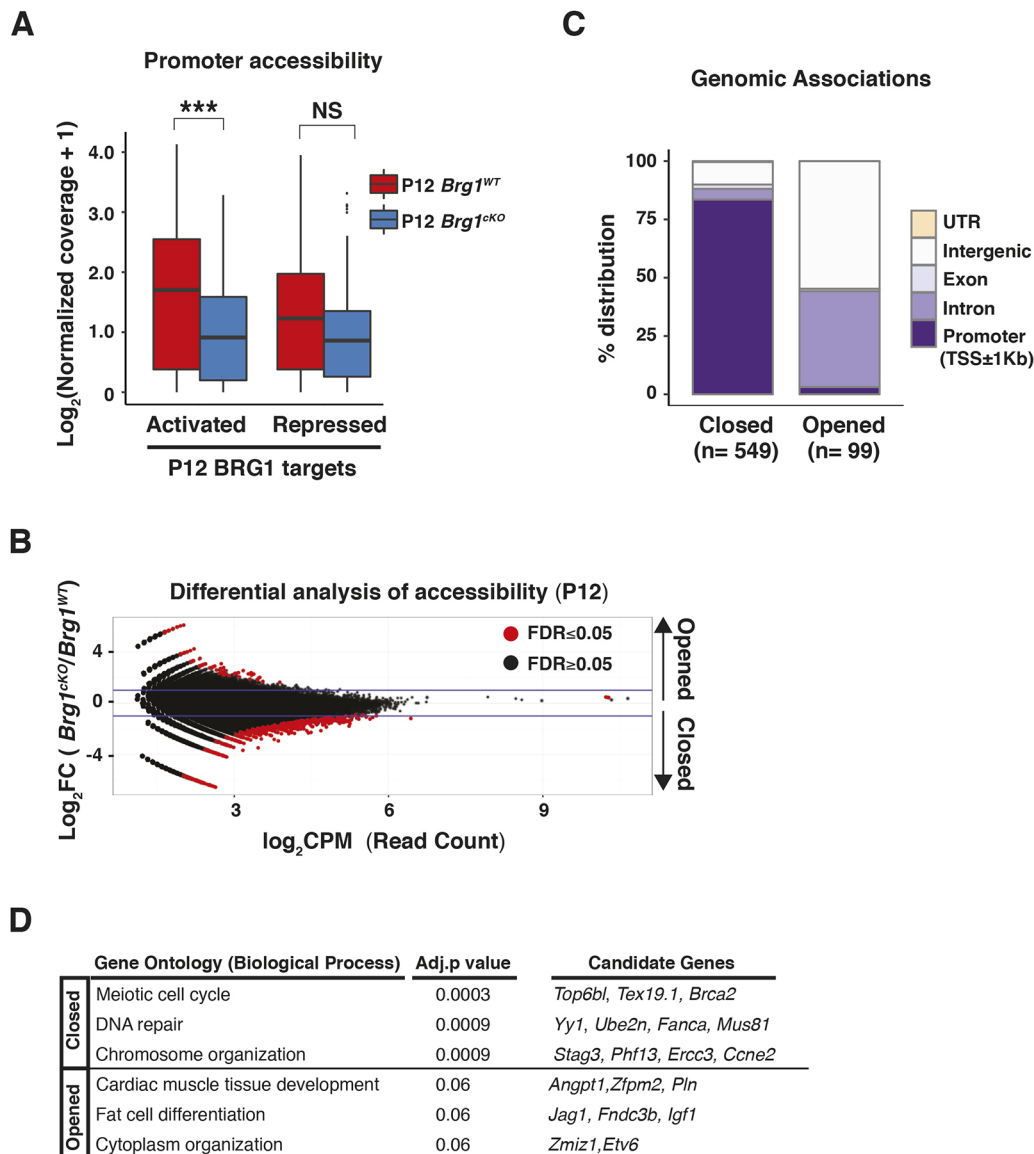 A
Promoter accessibility
***
NS
Log2(Normalized coverage + 1)
4.0
3.0
2.0
1.0
0
P12 Brg1WT
P12 Brg1cKO
Activated
Repressed
P12 BRG1 targets
C
Genomic Associations
% distribution
100
75
50
25
0
UTR
Intergenic
Exon
Intron
Promoter
(TSS±1Kb)
Closed
(n= 549)
Opened
(n= 99)
B
Differential analysis of accessibility (P12)
Log2FC ( Brg1cKO/Brg1WT)
4
0
-4
FDR≤0.05
FDR≥0.05
Opened
Closed
3
6
9
log2CPM (Read Count)
D
Gene Ontology (Biological Process) Adj.p value Candidate Genes
Closed
Meiotic cell cycle 0.0003 Top6bl, Tex19.1, Brca2
DNA repair 0.0009 Yy1, Ube2n, Fanca, Mus81
Chromosome organization 0.0009 Stag3, Phf13, Ercc3, Ccne2
Opened
Cardiac muscle tissue development 0.06 Angpt1,Zfpm2, Pln
Fat cell differentiation 0.06 Jag1, Fndc3b, Igf1
Cytoplasm organization 0.06 Zmiz1,Etv6